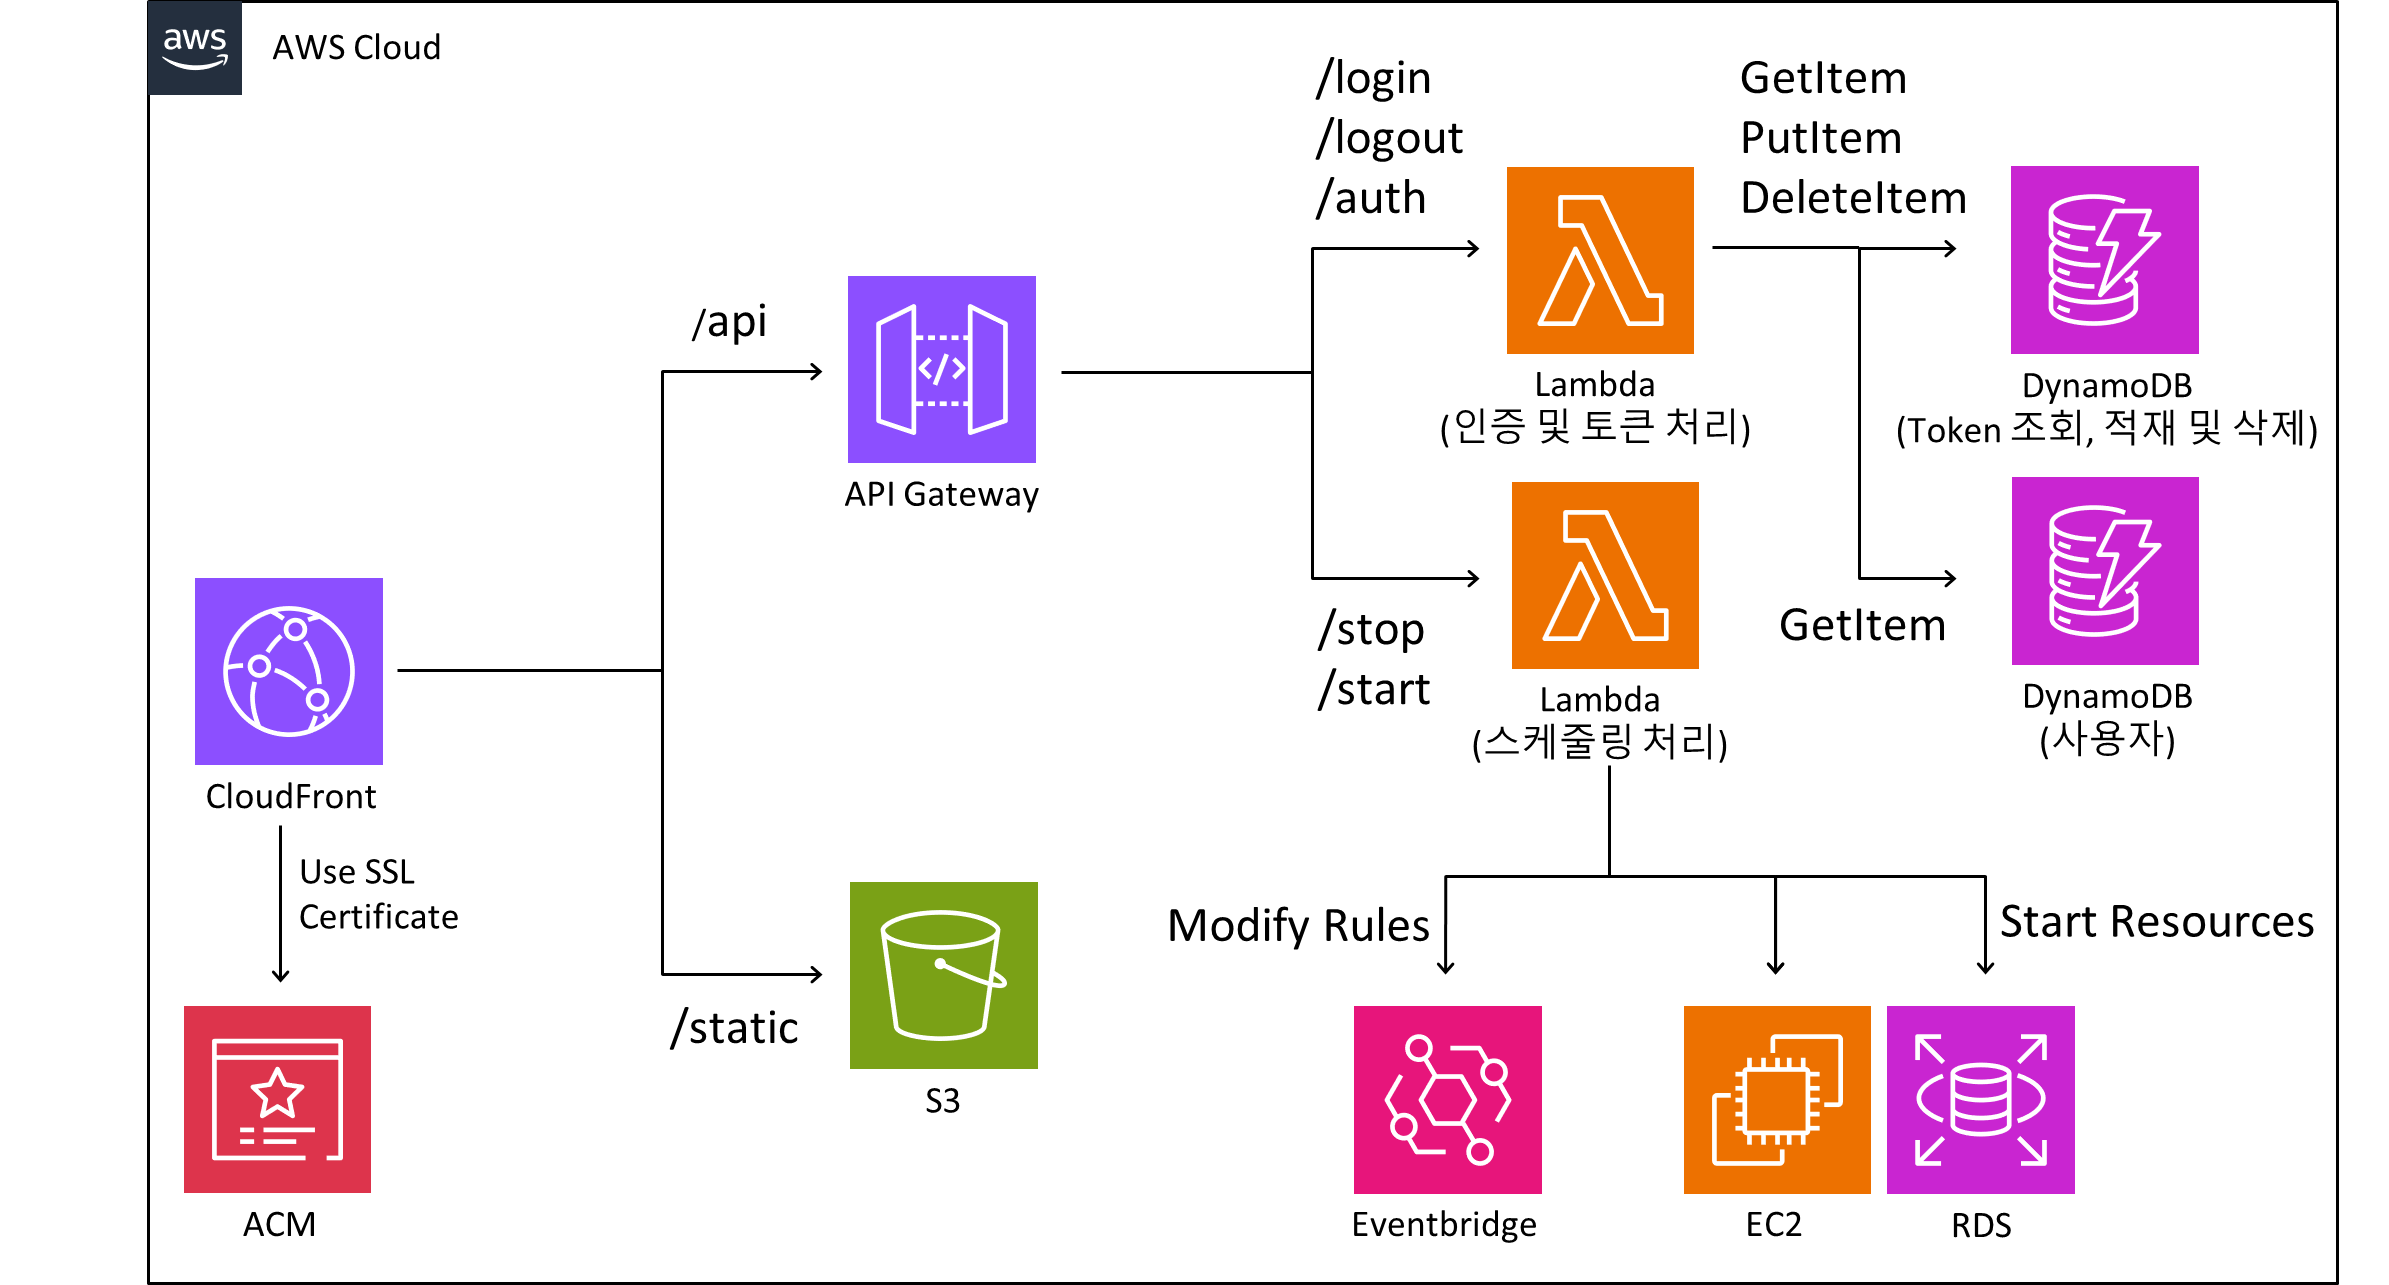 aws
AWS Cloud
/login
/logout
/auth
GetItem
PutItem
DeleteItem
/api
API Gateway
Lambda
(인증 및 토큰 처리)
DynamoDB
(Token 조회, 적재 및 삭제)
/stop
/start
Lambda
(스케줄링 처리)
GetItem
DynamoDB
(사용자)
CloudFront
Use SSL
Certificate
ACM
/static
S3
Modify Rules
Start Resources
Eventbridge
EC2
RDS